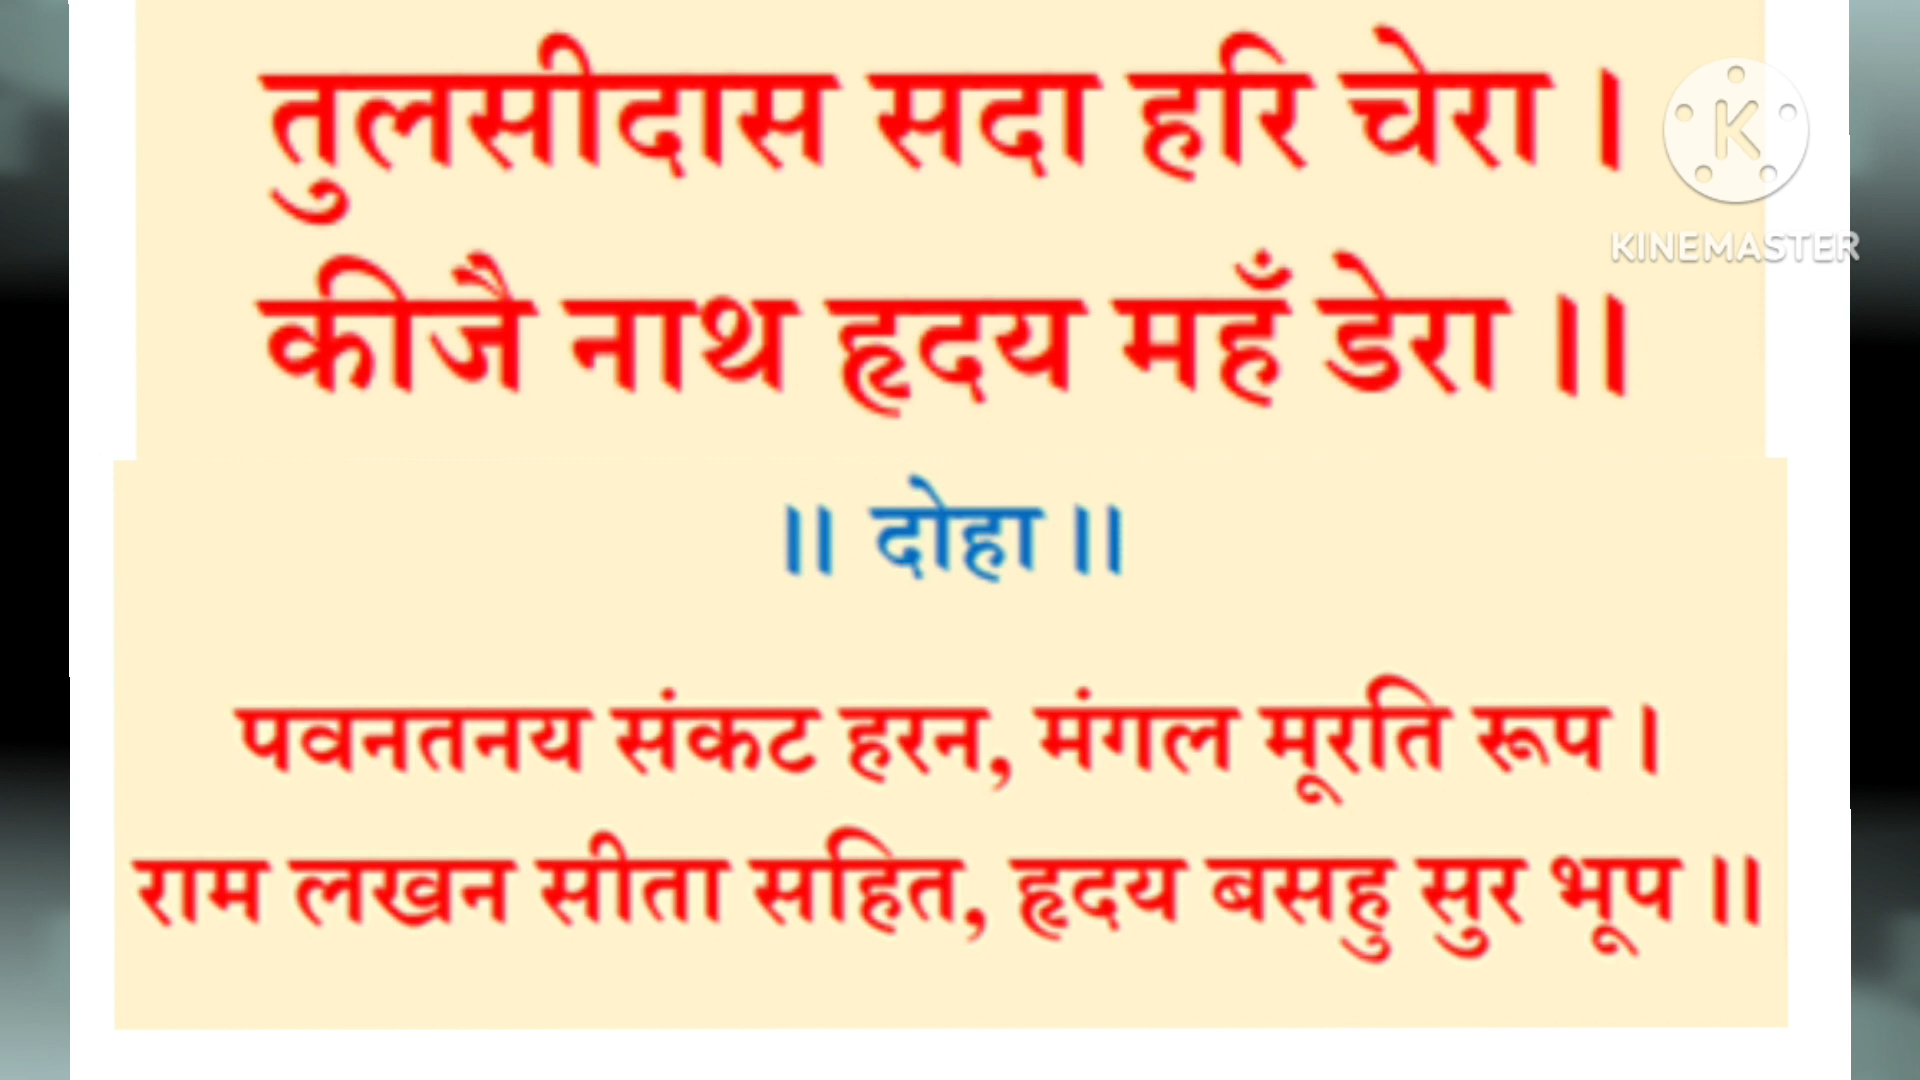 तुलसीदास सदा हरि चेरा ।
कीजै नाथ हृदय महँ डेरा ।।
।। दोहा ।।
पवनतनय संकट हरन, मंगल मूरति रूप ।
राम लखन सीता सहित, हृदय बसहु सुर भूप ।।
K
KINEMASTER